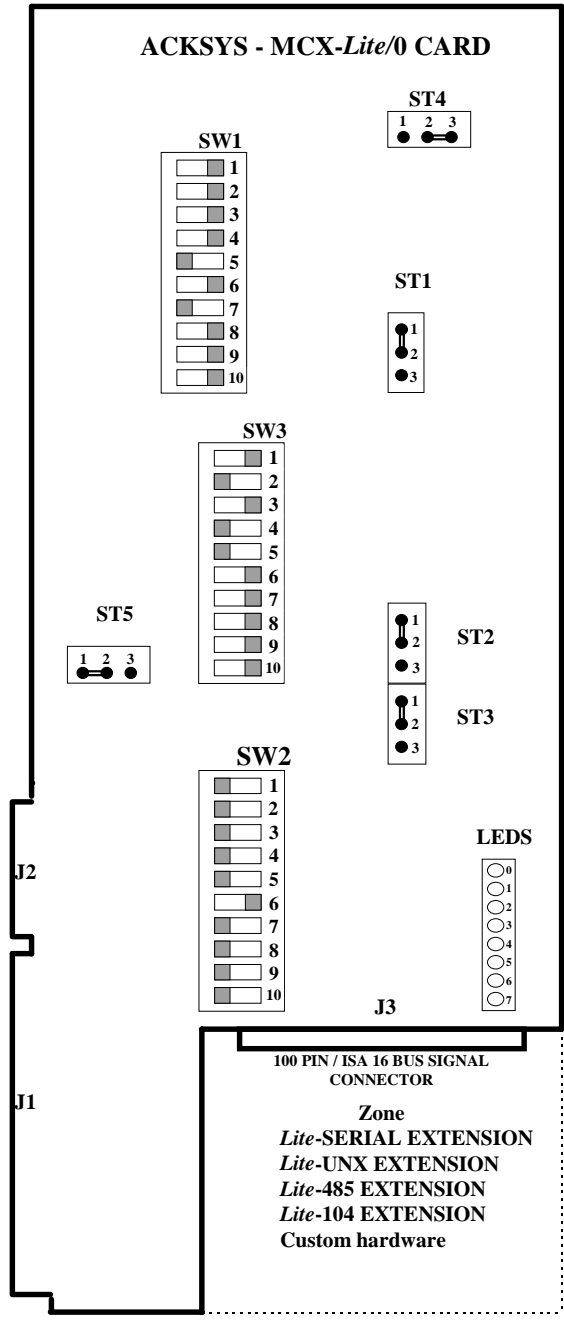 ACKSYS - MCX-Lite/0 CARD
ST4
1 2 3
SW1
1
2
3
4
5
6
7
8
9
10
ST1
1
2
3
SW3
1
2
3
4
5
6
7
8
9
10
ST5
1 2 3
ST2
1
2
3
ST3
1
2
3
SW2
1
2
3
4
5
6
7
8
9
10
LEDS
0
1
2
3
4
5
6
7
J2
J3
J1
100 PIN / ISA 16 BUS SIGNAL
CONNECTOR
Zone
Lite-SERIAL EXTENSION
Lite-UNX EXTENSION
Lite-485 EXTENSION
Lite-104 EXTENSION
Custom hardware